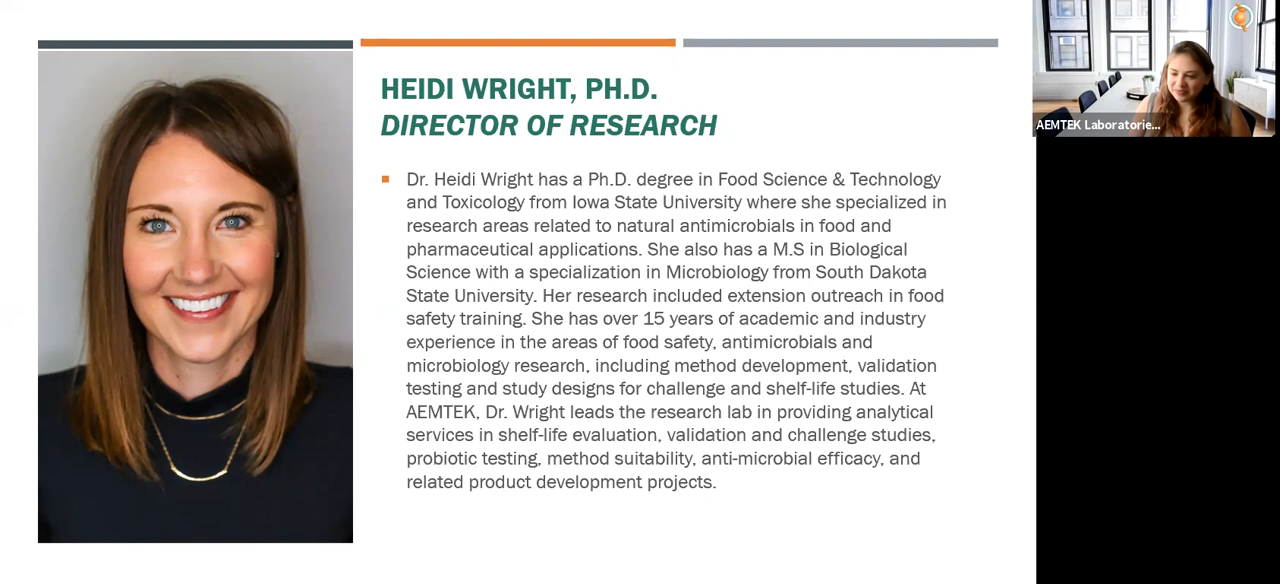 HEIDI WRIGHT, PH.D.
DIRECTOR OF RESEARCH
Dr. Heidi Wright has a Ph.D. degree in Food Science & Technology
and Toxicology from Iowa State University where she specialized in
research areas related to natural antimicrobials in food and
pharmaceutical applications. She also has a M.S in Biological
Science with a specialization in Microbiology from South Dakota
State University. Her research included extension outreach in food
safety training. She has over 15 years of academic and industry
experience in the areas of food safety, antimicrobials and
microbiology research, including method development, validation
testing and study designs for challenge and shelf-life studies. At
AEMTEK, Dr. Wright leads the research lab in providing analytical
services in shelf-life evaluation, validation and challenge studies,
probiotic testing, method suitability, anti-microbial efficacy, and
related product development projects.
AEMTEK Laboratorie...